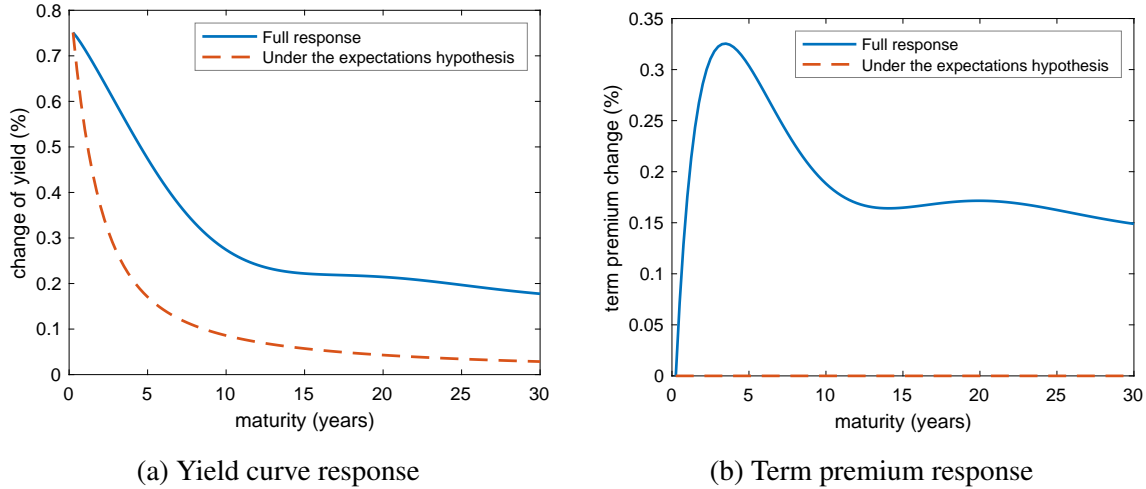 0.8
0.7
0.6
0.5
0.4
0.3
0.2
0.1
0
change of yield (%)
Full response
Under the expectations hypothesis
0 5 10 15 20 25 30
maturity (years)
(a) Yield curve response
0.35
0.3
0.25
0.2
0.15
0.1
0.05
0
term premium change (%)
Full response
Under the expectations hypothesis
0 5 10 15 20 25 30
maturity (years)
(b) Term premium response